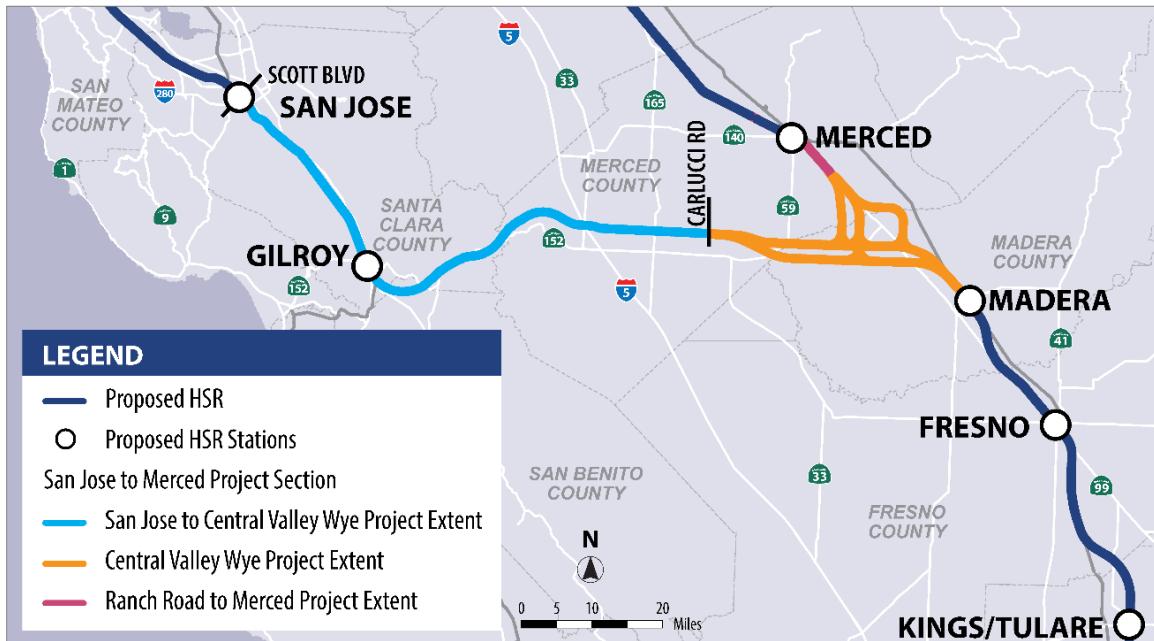 SCOTT BLVD
SAN JOSE
SAN
MATEO
COUNTY
280
5
33
165
140
MERCED
1
9
MERCED
COUNTY
CARLUCCI RD
59
SANTA
CLARA
COUNTY
152
GILROY
152
5
MADERA
COUNTY
MADERA
41
FRESNO
SAN BENITO
COUNTY
33
FRESNO
COUNTY
99
KINGS/TULARE
LEGEND
Proposed HSR
Proposed HSR Stations
San Jose to Merced Project Section
San Jose to Central Valley Wye Project Extent
Central Valley Wye Project Extent
Ranch Road to Merced Project Extent
N
0 5 10 20
Miles